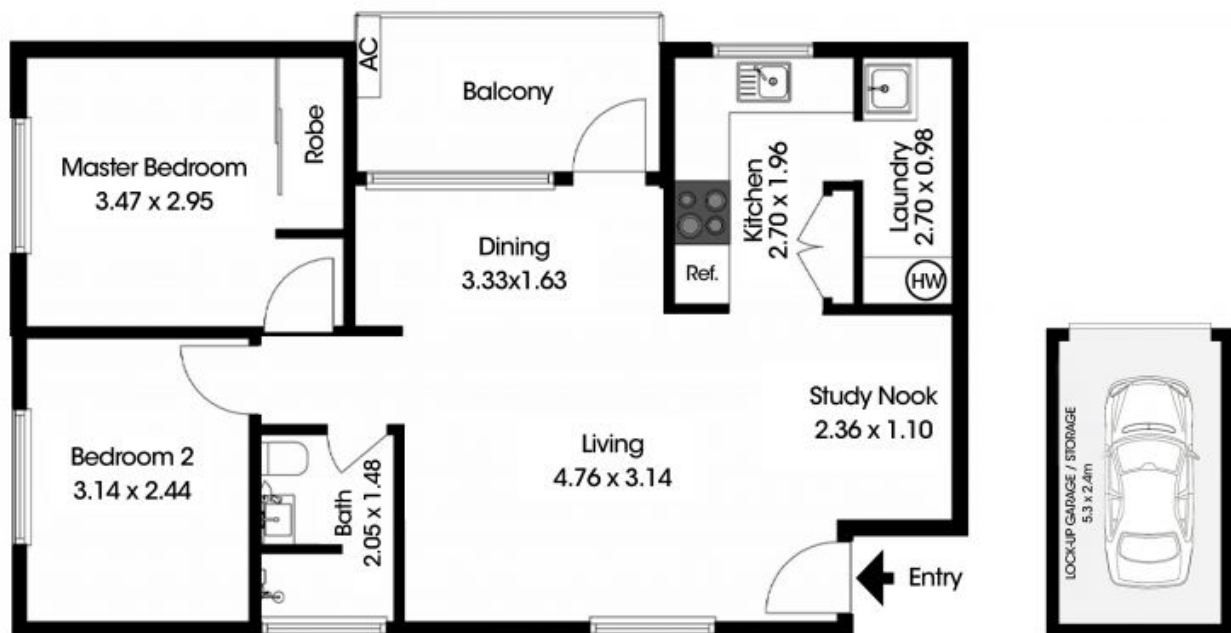 AC
Balcony
Robe
Master Bedroom
3.47 x 2.95
Dining
3.33x1.63
Kitchen
2.70 x 1.96
Ref.
Laundry
2.70 x 0.98
HW
Study Nook
2.36 x 1.10
Living
4.76 x 3.14
Bedroom 2
3.14 x 2.44
Bath
2.05 x 1.48
Entry
LOCK-UP GARAGE / STORAGE
5.3 x 2.4m